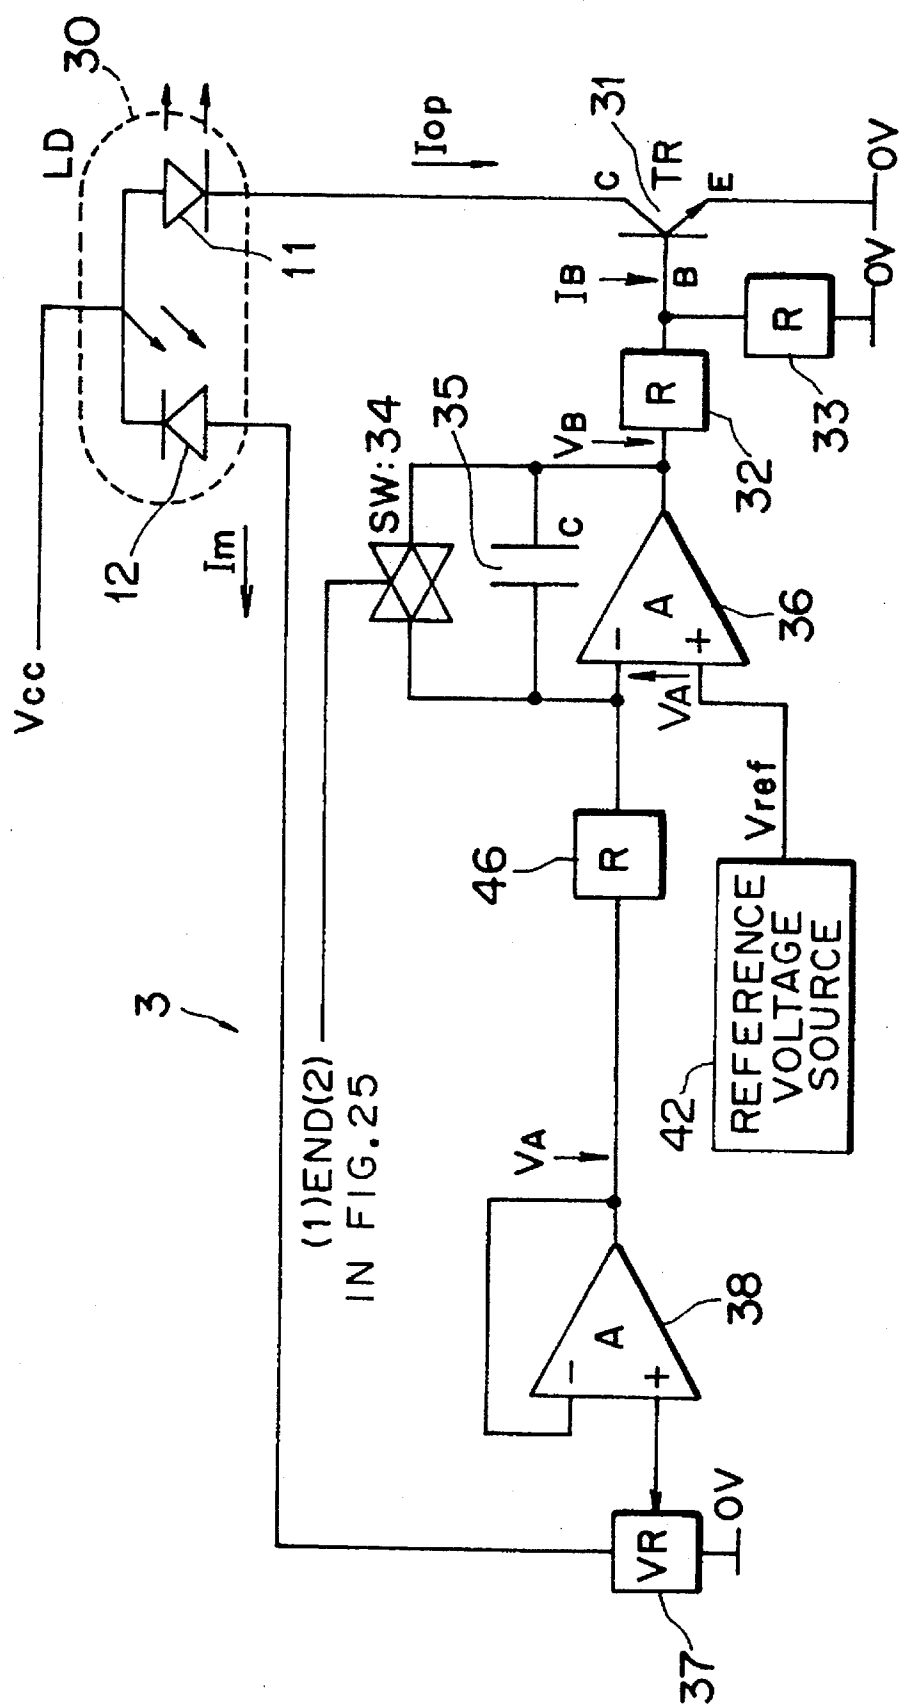 Vcc
LD
30
11
12
Im
Iop
SW:34
35
C
(1)END(2)
IN FIG.25
3
VA
A
-
+
38
VR
37
0V
46
R
VA
Vref
42
REFERENCE
VOLTAGE
SOURCE
A
-
+
36
VB
R
32
IB
B
C
TR
31
E
R
33
0V
0V